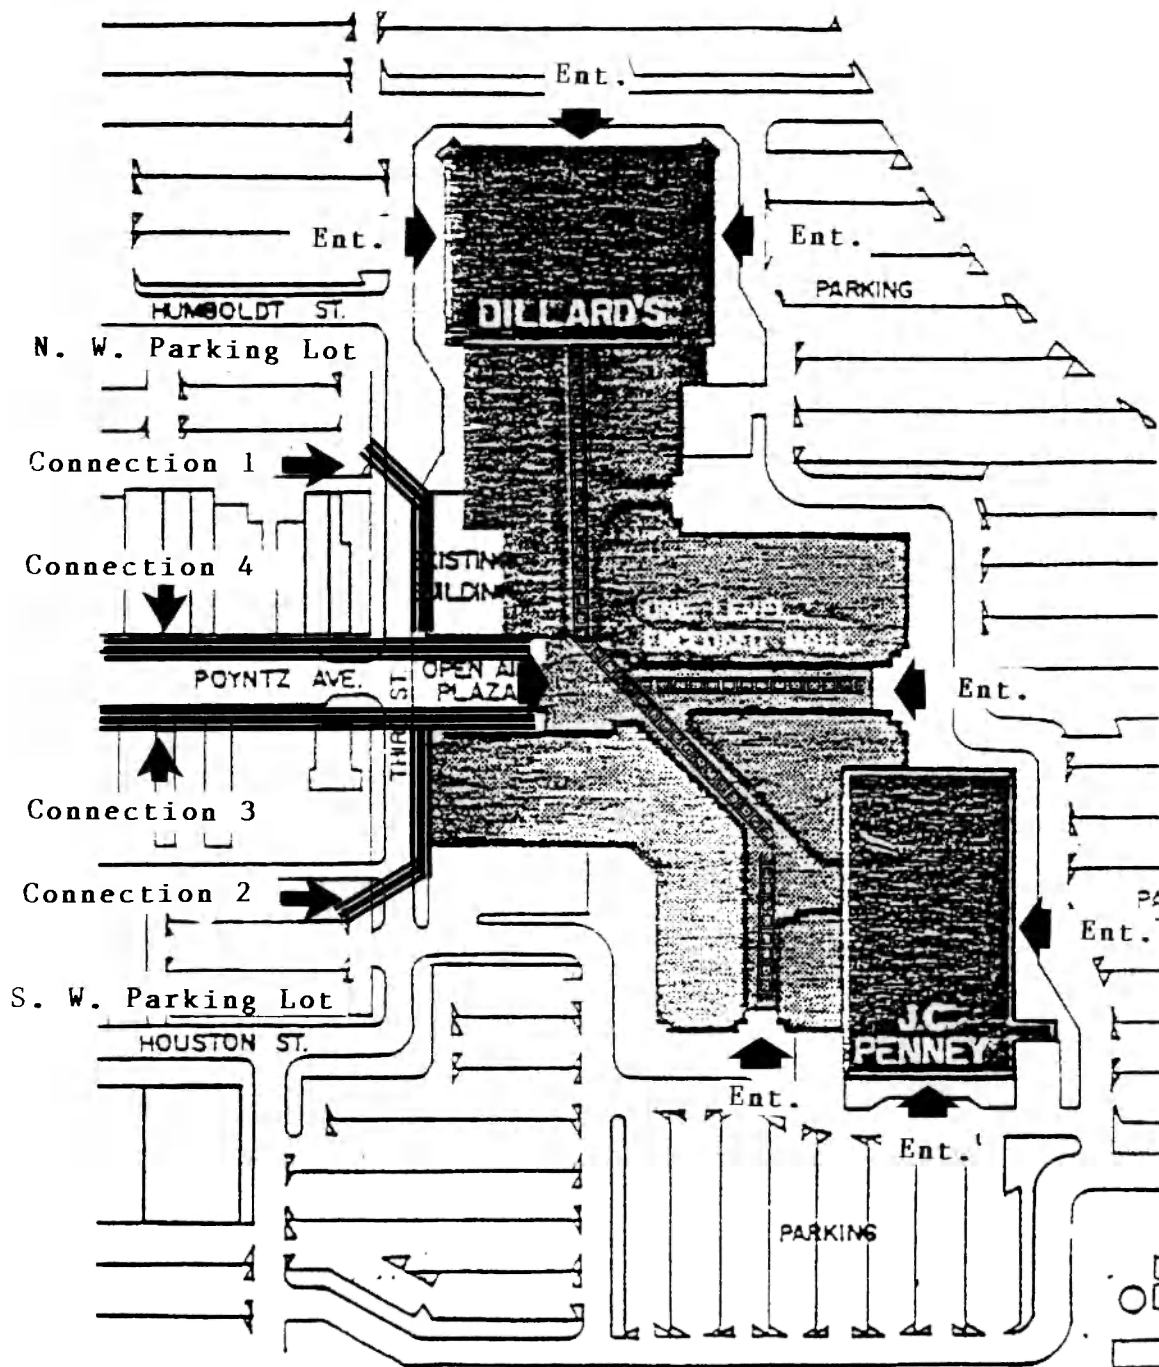 Ent.
Ent.
Ent.
DILLARD'S
PARKING
HUMBOLDT ST.
N. W. Parking Lot
Connection 1
Connection 4
EXISTING
BUILDING
ONE LEVEL
ENCLOSED MALL
POYNTZ AVE.
THIRD ST.
OPEN AIR
PLAZA
Ent.
Connection 3
Connection 2
PA
Ent.
S. W. Parking Lot
HOUSTON ST.
J.C.
PENNEY
Ent.
Ent.
PARKING